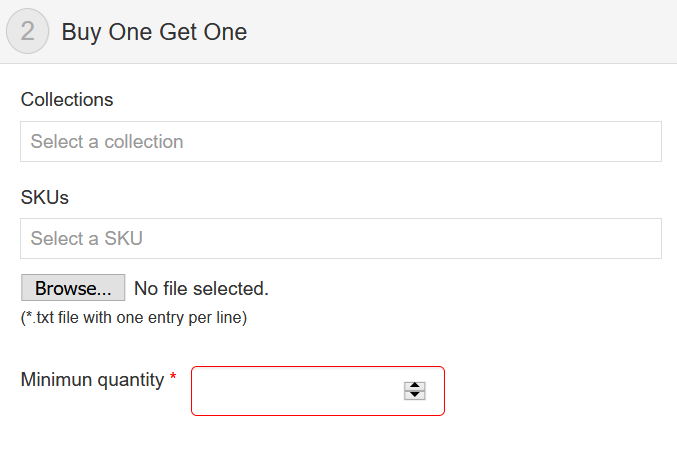 2 Buy One Get One
Collections
Select a collection
SKUs
Select a SKU
Browse... No file selected.
(*.txt file with one entry per line)
Minimun quantity *